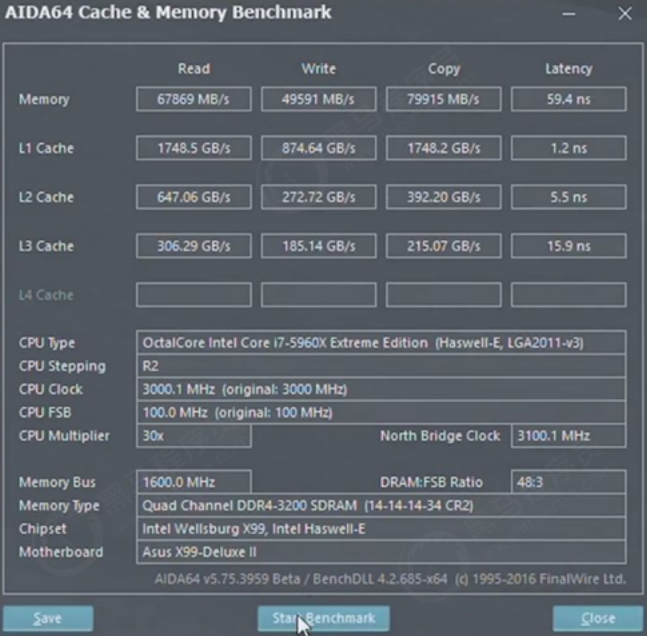 AIDA64 Cache & Memory Benchmark
Read Write Copy Latency
Memory 67869 MB/s 49591 MB/s 79915 MB/s 59.4 ns
L1 Cache 1748.5 GB/s 874.64 GB/s 1748.2 GB/s 1.2 ns
L2 Cache 647.06 GB/s 272.72 GB/s 392.20 GB/s 5.5 ns
L3 Cache 306.29 GB/s 185.14 GB/s 215.07 GB/s 15.9 ns
L4 Cache
CPU Type OctalCore Intel Core i7-5960X Extreme Edition (Haswell-E, LGA2011-v3)
CPU Stepping R2
CPU Clock 3000.1 MHz (original: 3000 MHz)
CPU FSB 100.0 MHz (original: 100 MHz)
CPU Multiplier 30x North Bridge Clock 3100.1 MHz
Memory Bus 1600.0 MHz DRAM:FSB Ratio 48:3
Memory Type Quad Channel DDR4-3200 SDRAM (14-14-14-34 CR2)
Chipset Intel Wellsburg X99, Intel Haswell-E
Motherboard Asus X99-Deluxe II
AIDA64 v5.75.3959 Beta / BenchDLL 4.2.685-x64 (c) 1995-2016 FinalWire Ltd.
Save Start Benchmark Close